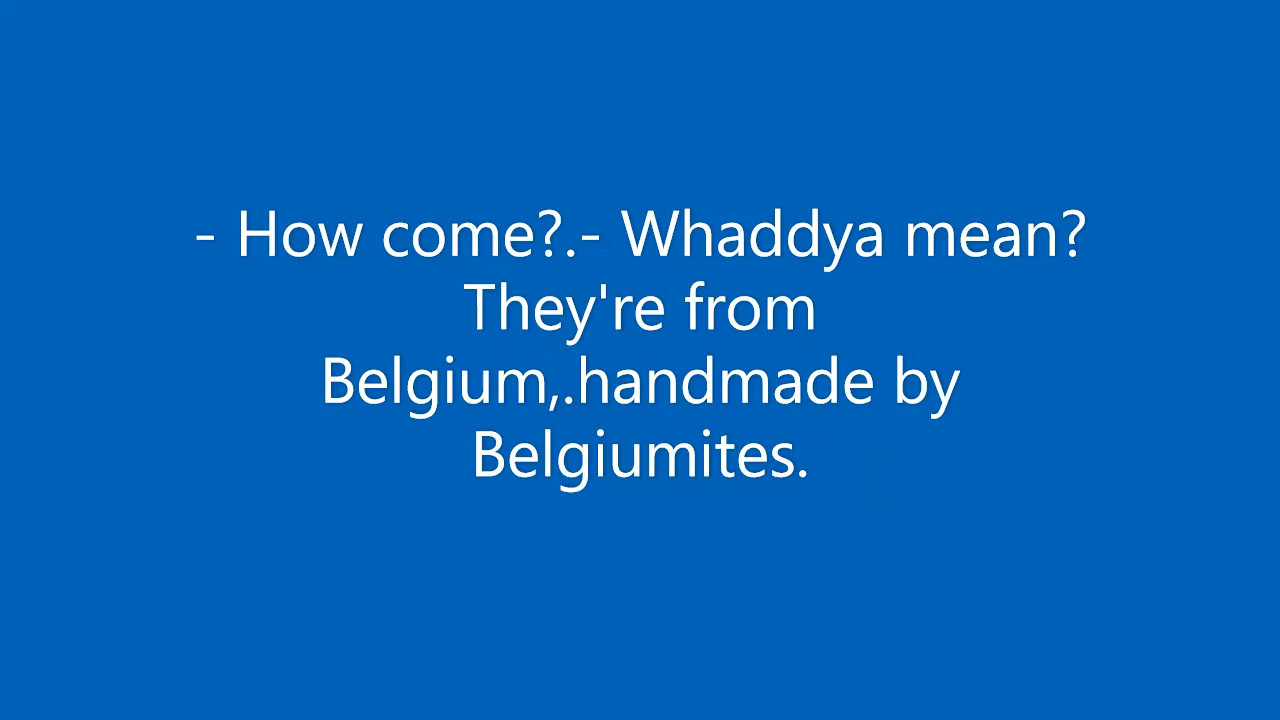 - How come?.- Whaddya mean?
They're from
Belgium,.handmade by
Belgiumites.